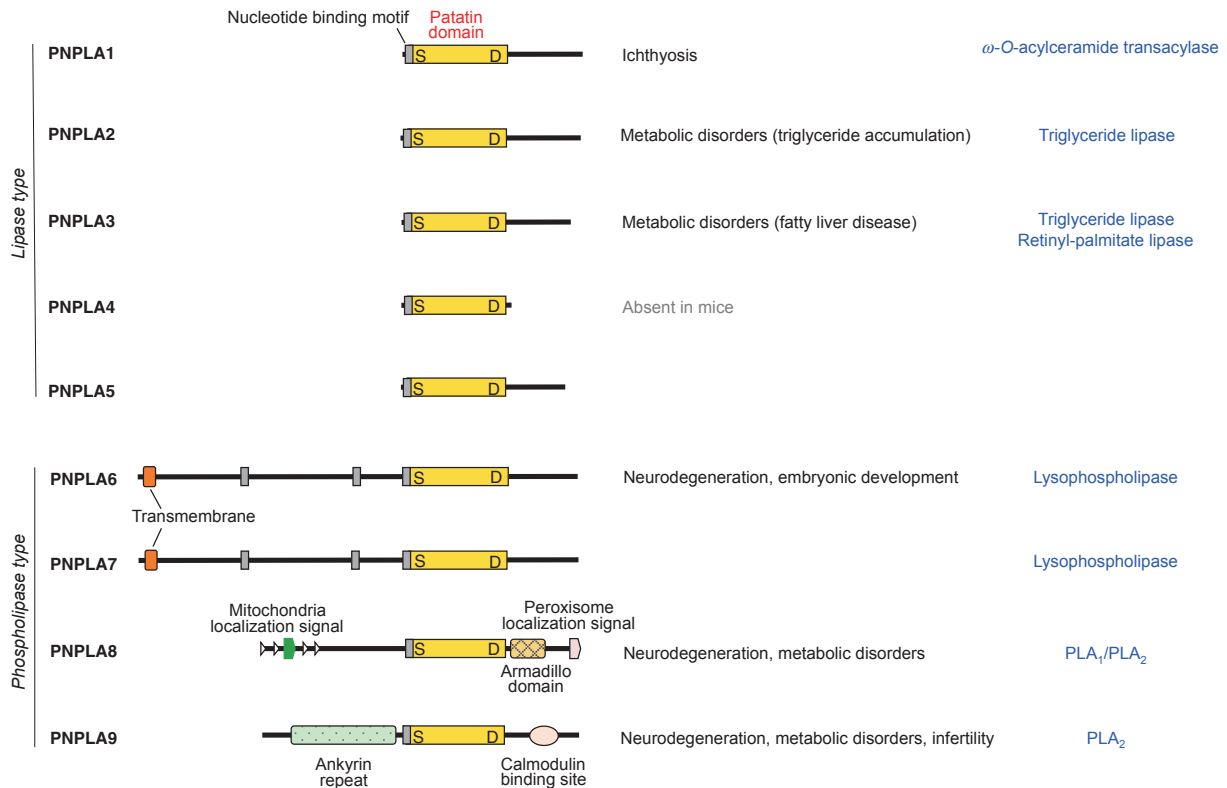 Nucleotide binding motif
Patatin
domain
Lipase type
PNPLA1
S D
Ichthyosis
ω-O-acylceramide transacylase
PNPLA2
S D
Metabolic disorders (triglyceride accumulation)
Triglyceride lipase
PNPLA3
S D
Metabolic disorders (fatty liver disease)
Triglyceride lipase
Retinyl-palmitate lipase
PNPLA4
S D
Absent in mice
PNPLA5
S D
Phospholipase type
PNPLA6
S D
Neurodegeneration, embryonic development
Lysophospholipase
Transmembrane
PNPLA7
S D
Lysophospholipase
Mitochondria
localization signal
Peroxisome
localization signal
PNPLA8
S D
Neurodegeneration, metabolic disorders
PLA₁/PLA₂
Armadillo
domain
PNPLA9
S D
Neurodegeneration, metabolic disorders, infertility
PLA₂
Ankyrin
repeat
Calmodulin
binding site